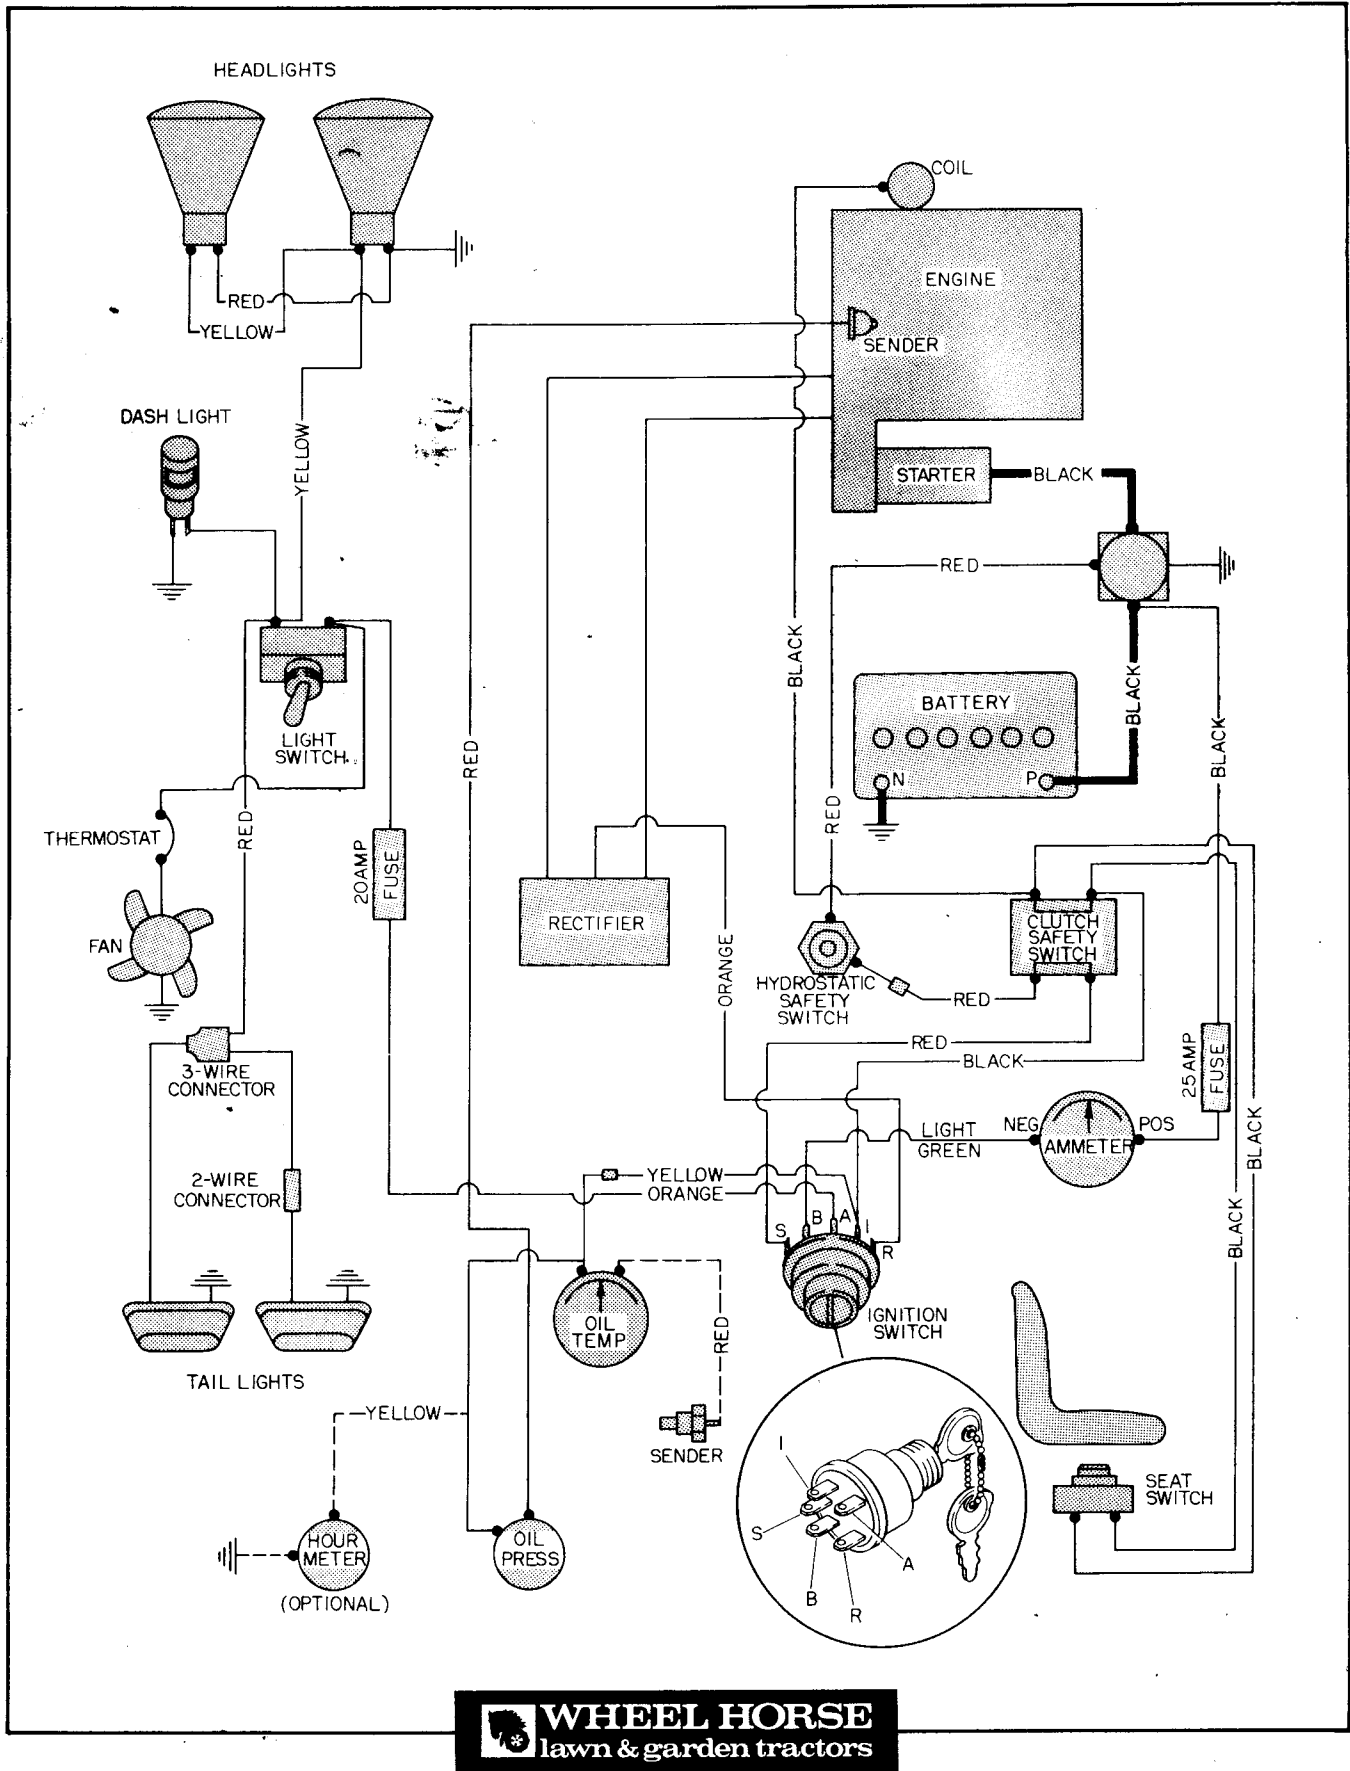 HEADLIGHTS
COIL
ENGINE
RED
YELLOW
SENDER
DASH LIGHT
YELLOW
STARTER
BLACK
RED
LIGHT
SWITCH
RED
BLACK
BATTERY
BLACK
BLACK
N
P
RED
RED
THERMOSTAT
20AMP
FUSE
FAN
RECTIFIER
ORANGE
CLUTCH
SAFETY
SWITCH
HYDROSTATIC
SAFETY
SWITCH
RED
RED
BLACK
25AMP
FUSE
3-WIRE
CONNECTOR
LIGHT
GREEN
NEG
POS
AMMETER
BLACK
BLACK
2-WIRE
CONNECTOR
YELLOW
ORANGE
S
B
A
I
R
IGNITION
SWITCH
OIL
TEMP
RED
TAIL LIGHTS
YELLOW
SENDER
I
S
B
R
A
SEAT
SWITCH
HOUR
METER
(OPTIONAL)
OIL
PRESS
WHEEL HORSE
lawn & garden tractors